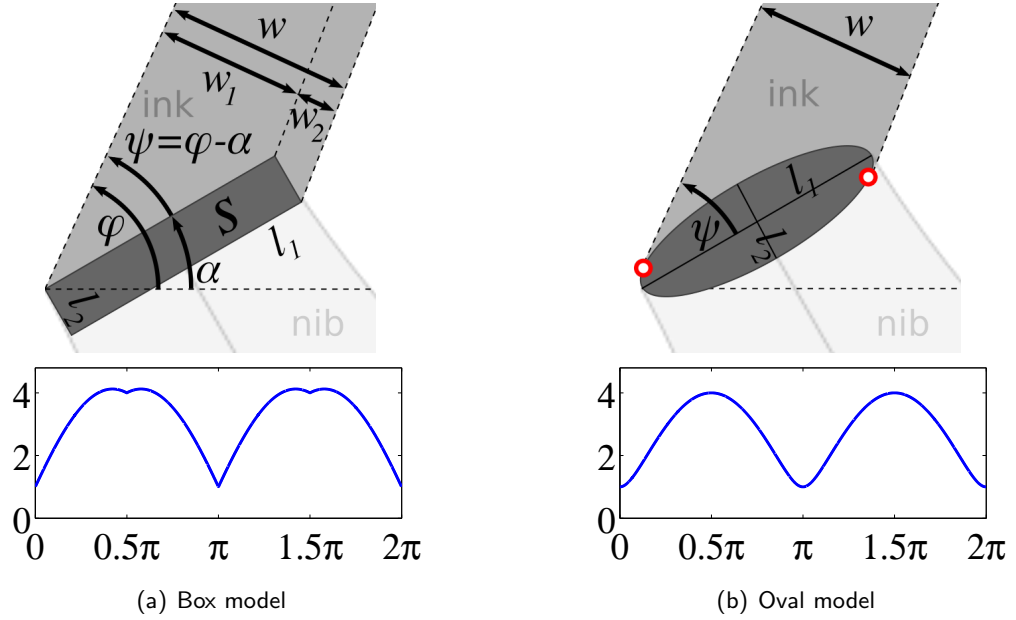 w
w₁
w₂
ink
ψ=φ-α
φ
S
l₁
α
l₂
nib
4
2
0
0 0.5π π 1.5π 2π
(a) Box model
w
ink
l₁
ψ
l₂
nib
4
2
0
0 0.5π π 1.5π 2π
(b) Oval model